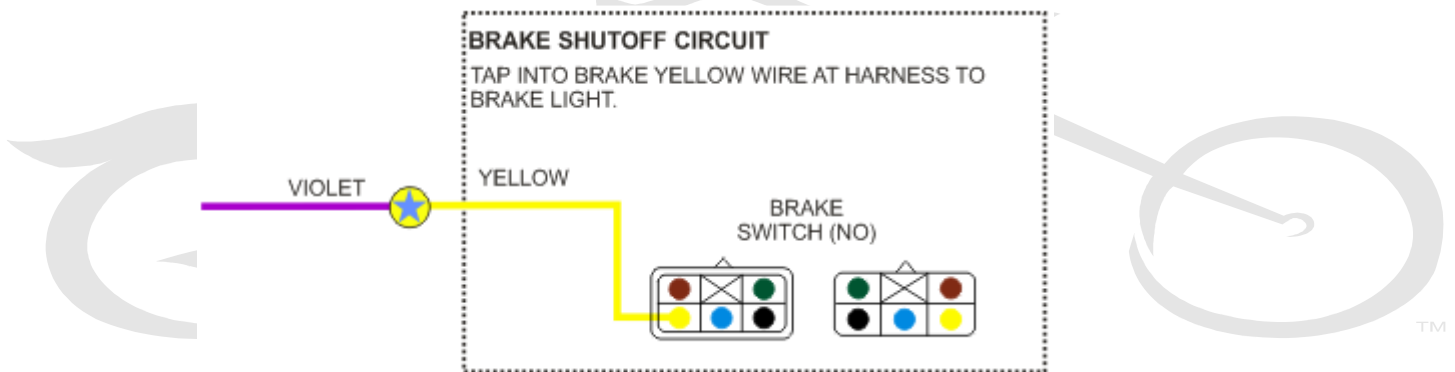 BRAKE SHUTOFF CIRCUIT
TAP INTO BRAKE YELLOW WIRE AT HARNESS TO
BRAKE LIGHT.
VIOLET
YELLOW
BRAKE
SWITCH (NO)
TM